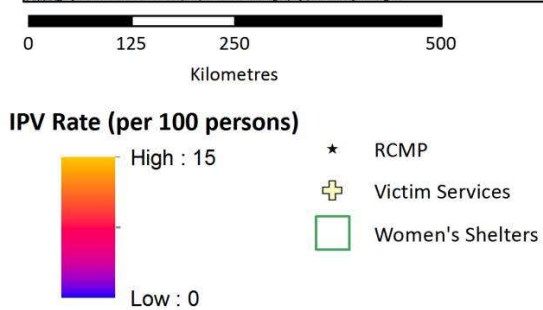 0 125 250 500
Kilometres
IPV Rate (per 100 persons)
High : 15
Low : 0
RCMP
Victim Services
Women's Shelters